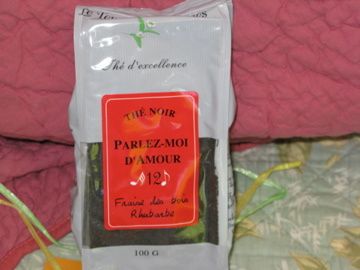 Thé d'excellence
THÉ NOIR
PARLEZ-MOI
D'AMOUR
12
Fraise des bois
Rhubarbe
100 G